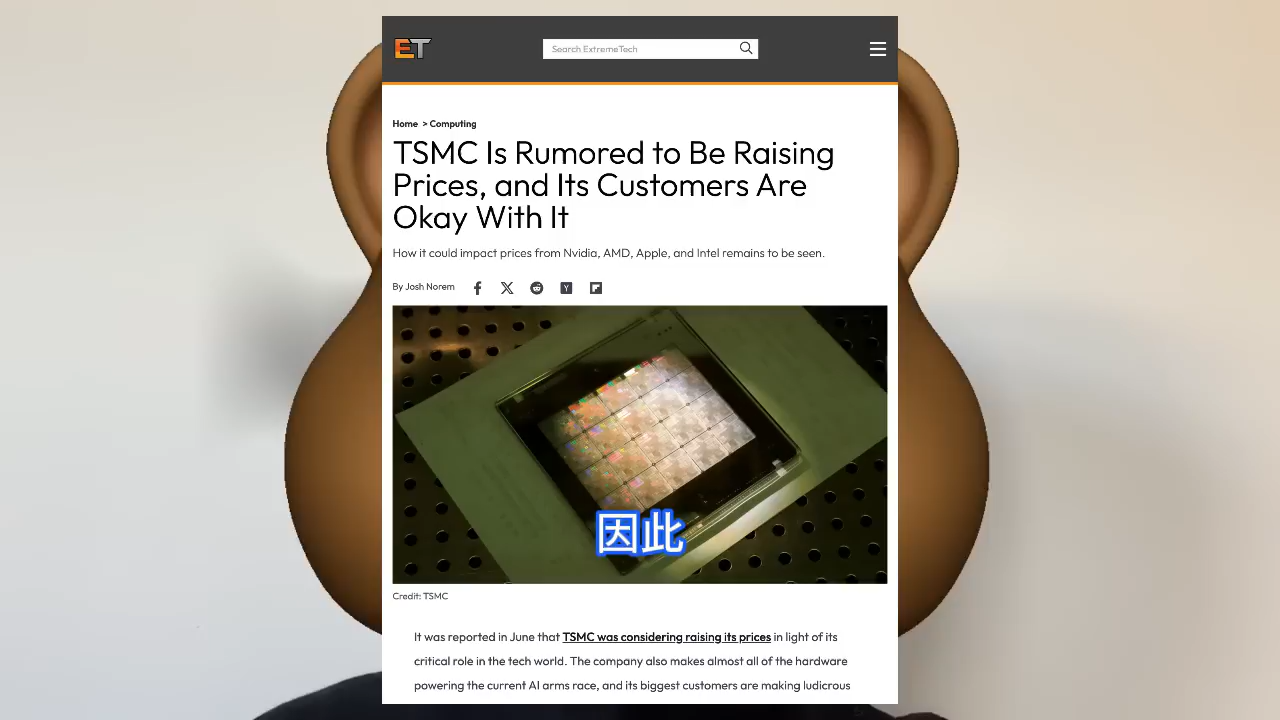 ET
Search ExtremeTech
Home > Computing
TSMC Is Rumored to Be Raising
Prices, and Its Customers Are
Okay With It
How it could impact prices from Nvidia, AMD, Apple, and Intel remains to be seen.
By Josh Norem
因此
Credit: TSMC
It was reported in June that TSMC was considering raising its prices in light of its
critical role in the tech world. The company also makes almost all of the hardware
powering the current AI arms race, and its biggest customers are making ludicrous